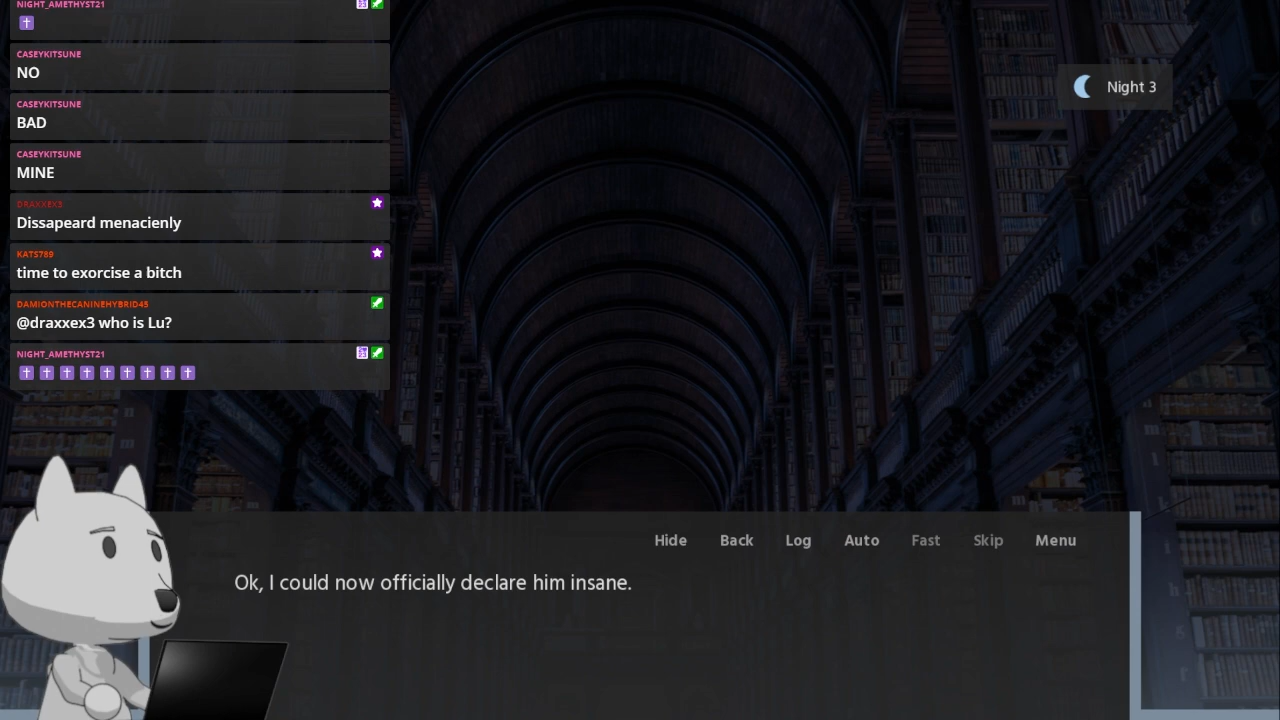 NIGHT_AMETHYST21
CASEYKITSUNE
NO
CASEYKITSUNE
BAD
CASEYKITSUNE
MINE
DRAXXEX3
Dissapeard menacienly
KATS789
time to exorcise a bitch
DAMIONTHECANINEHYBRID45
@draxxex3 who is Lu?
NIGHT_AMETHYST21
Night 3
Hide Back Log Auto Fast Skip Menu
Ok, I could now officially declare him insane.